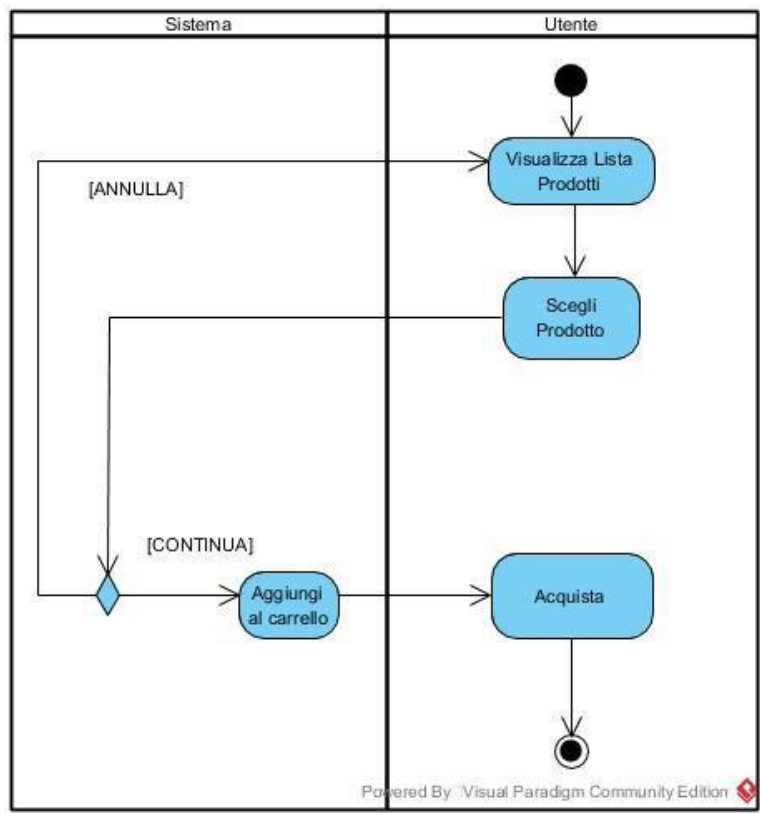 Sistema
Utente
Visualizza Lista
Prodotti
[ANNULLA]
Scegli
Prodotto
[CONTINUA]
Aggiungi
al carrello
Acquista
Powered By Visual Paradigm Community Edition